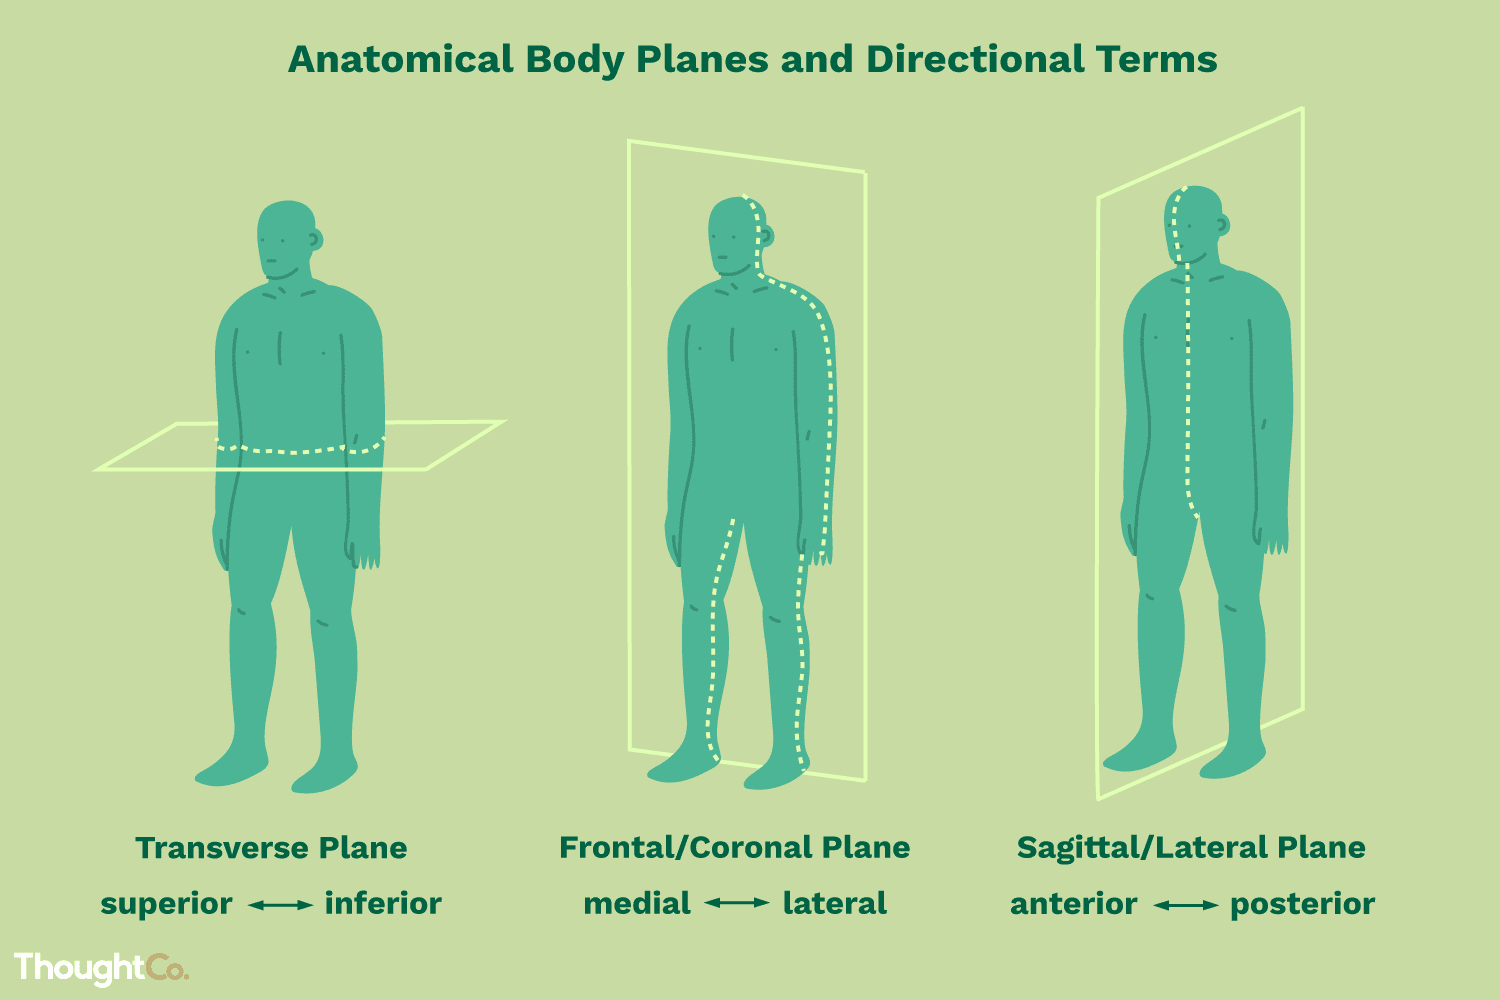 Anatomical Body Planes and Directional Terms
Transverse Plane
superior ↔ inferior
Frontal/Coronal Plane
medial ↔ lateral
Sagittal/Lateral Plane
anterior ↔ posterior
ThoughtCo.